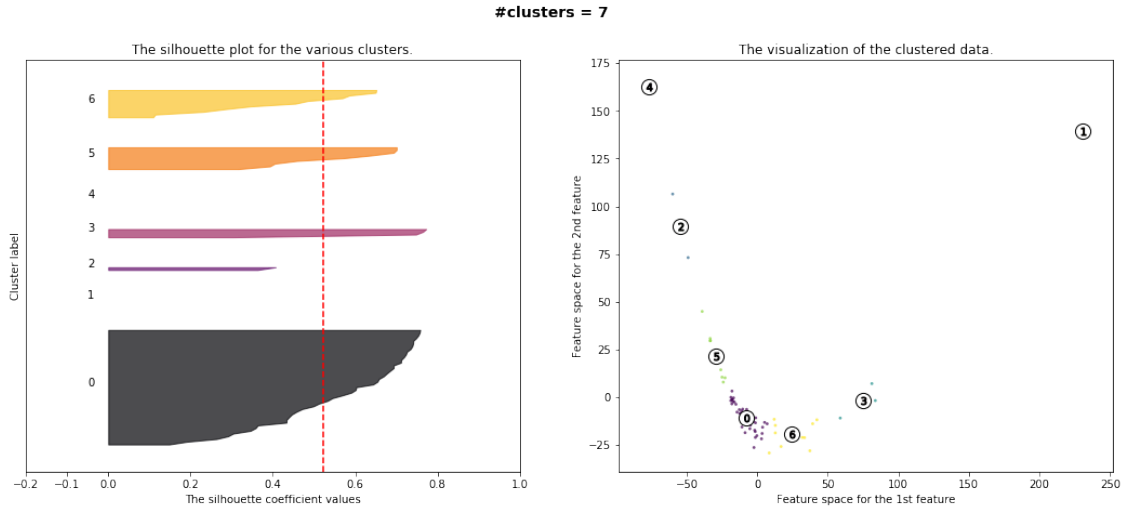 #clusters = 7
The silhouette plot for the various clusters.
6
5
4
3
2
1
0
Cluster label
−0.2 −0.1 0.0 0.2 0.4 0.6 0.8 1.0
The silhouette coefficient values
The visualization of the clustered data.
175
150
125
100
75
50
25
0
−25
Feature space for the 2nd feature
4
1
2
5
3
0
6
−50 0 50 100 150 200 250
Feature space for the 1st feature